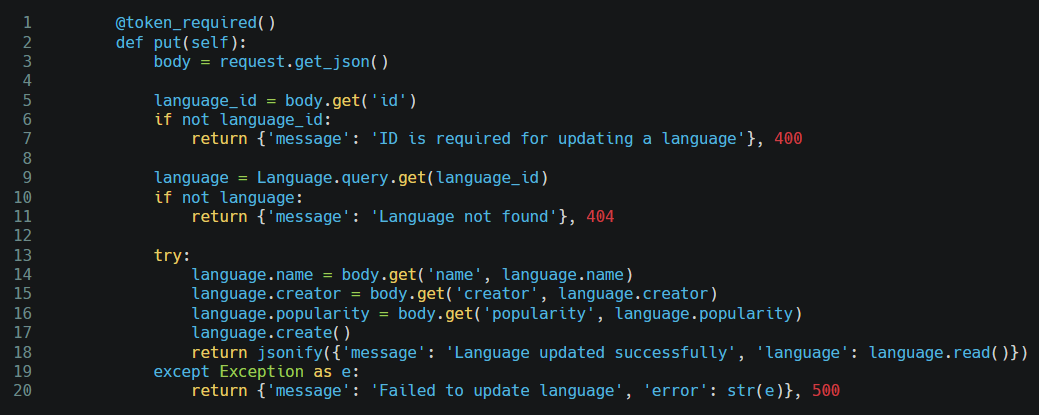 1 @token_required()
2 def put(self):
3 body = request.get_json()
4
5 language_id = body.get('id')
6 if not language_id:
7 return {'message': 'ID is required for updating a language'}, 400
8
9 language = Language.query.get(language_id)
10 if not language:
11 return {'message': 'Language not found'}, 404
12
13 try:
14 language.name = body.get('name', language.name)
15 language.creator = body.get('creator', language.creator)
16 language.popularity = body.get('popularity', language.popularity)
17 language.create()
18 return jsonify({'message': 'Language updated successfully', 'language': language.read()})
19 except Exception as e:
20 return {'message': 'Failed to update language', 'error': str(e)}, 500